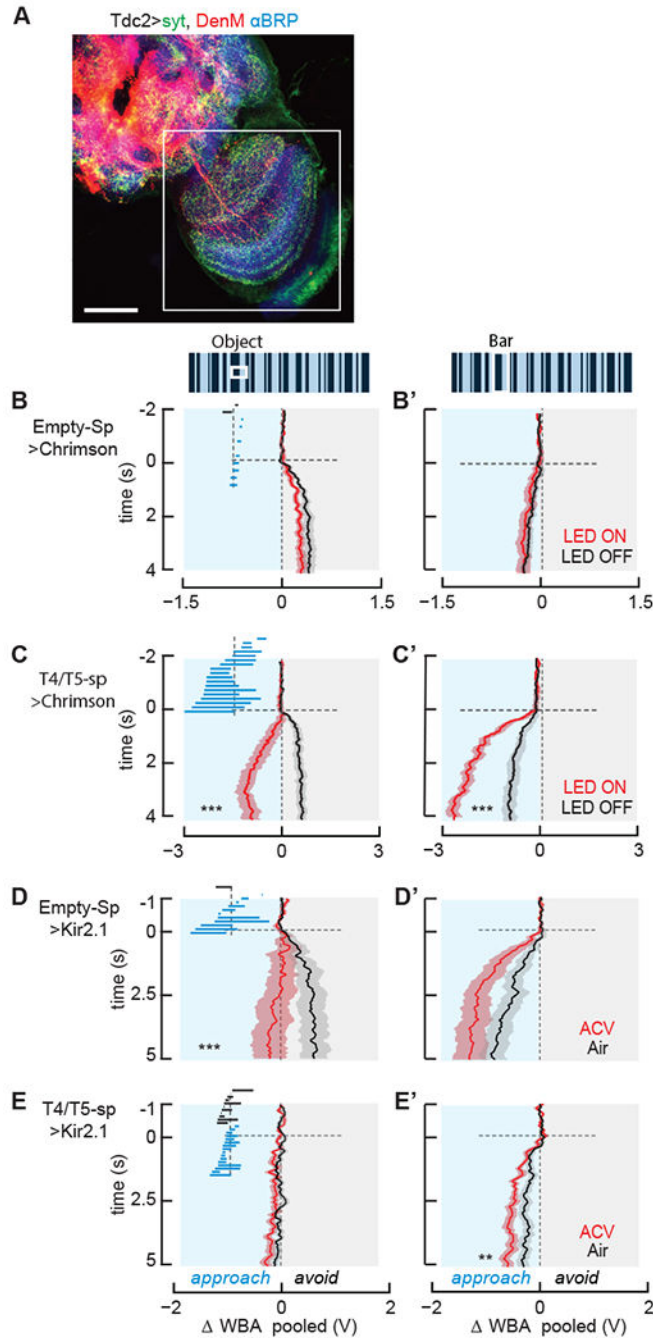 A
Tdc2>syt, DenM αBRP
Object
Bar
B
Empty-Sp
>Chrimson
time (s)
-2
0
2
4
−1.5
0
1.5
B'
LED ON
LED OFF
−1.5
0
1.5
C
T4/T5-sp
>Chrimson
time (s)
-2
0
2
4
***
−3
0
3
C'
***
LED ON
LED OFF
−3
0
3
D
Empty-Sp
>Kir2.1
time (s)
-1
0
2.5
5
***
D'
ACV
Air
E
T4/T5-sp
>Kir2.1
time (s)
-1
0
2.5
5
approach
avoid
−2
0
2
Δ WBA pooled (V)
E'
**
ACV
Air
approach
avoid
−2
0
2
Δ WBA pooled (V)